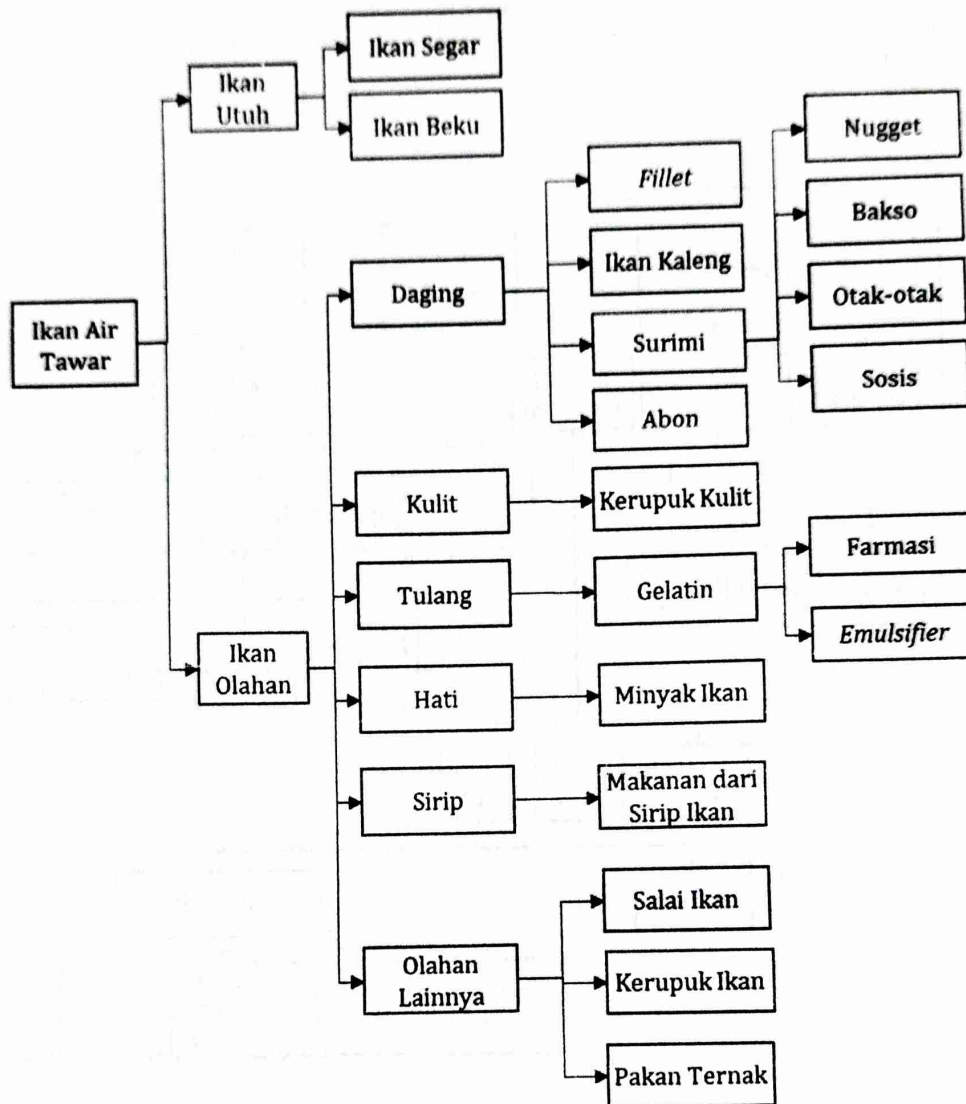 Ikan Air
Tawar
Ikan
Utuh
Ikan Segar
Ikan Beku
Ikan
Olahan
Daging
Fillet
Ikan Kaleng
Surimi
Nugget
Bakso
Otak-otak
Sosis
Abon
Kulit
Kerupuk Kulit
Tulang
Gelatin
Farmasi
Emulsifier
Hati
Minyak Ikan
Sirip
Makanan dari
Sirip Ikan
Olahan
Lainnya
Salai Ikan
Kerupuk Ikan
Pakan Ternak